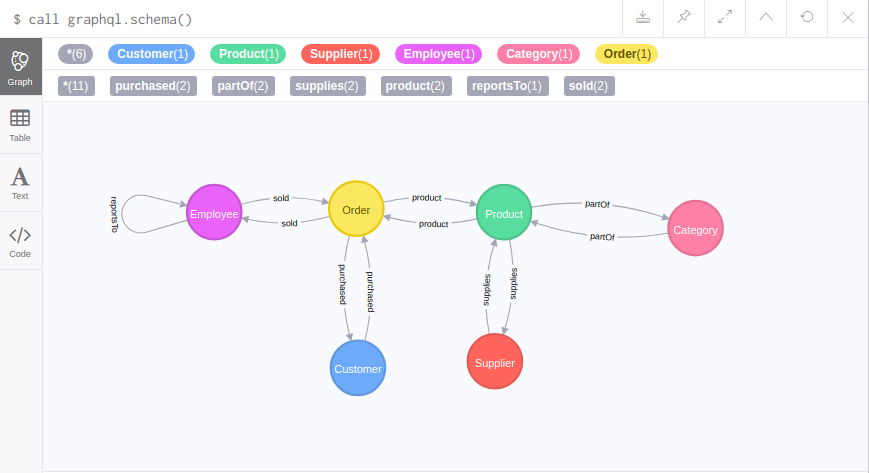 $ call graphql.schema()
Graph
Table
Text
Code
*(6) Customer(1) Product(1) Supplier(1) Employee(1) Category(1) Order(1)
*(11) purchased(2) partOf(2) supplies(2) product(2) reportsTo(1) sold(2)
reportsTo
Employee
sold
sold
Order
product
product
Product
partOf
partOf
Category
purchased
purchased
supplies
supplies
Customer
Supplier